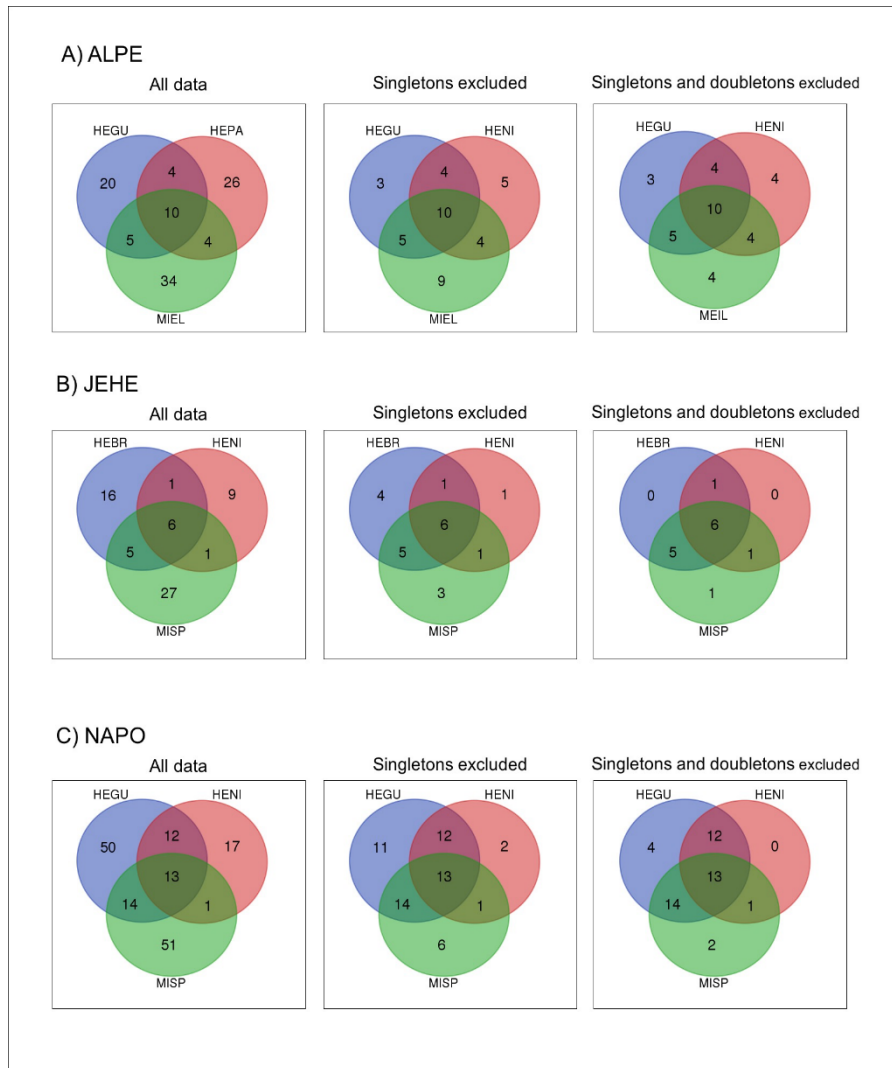 A) ALPE
All data Singletons excluded Singletons and doubletons excluded
HEGU HEPA HEGU HENI HEGU HENI
20 4 26 3 4 5 3 4 4
10 10 10
5 4 5 4 5 4
34 9 4
MIEL MIEL MEIL
B) JEHE
All data Singletons excluded Singletons and doubletons excluded
HEBR HENI HEBR HENI HEBR HENI
16 1 9 4 1 1 0 1 0
6 6 6
5 1 5 1 5 1
27 3 1
MISP MISP MISP
C) NAPO
All data Singletons excluded Singletons and doubletons excluded
HEGU HENI HEGU HENI HEGU HENI
50 12 17 11 12 2 4 12 0
13 13 13
14 1 14 1 14 1
51 6 2
MISP MISP MISP